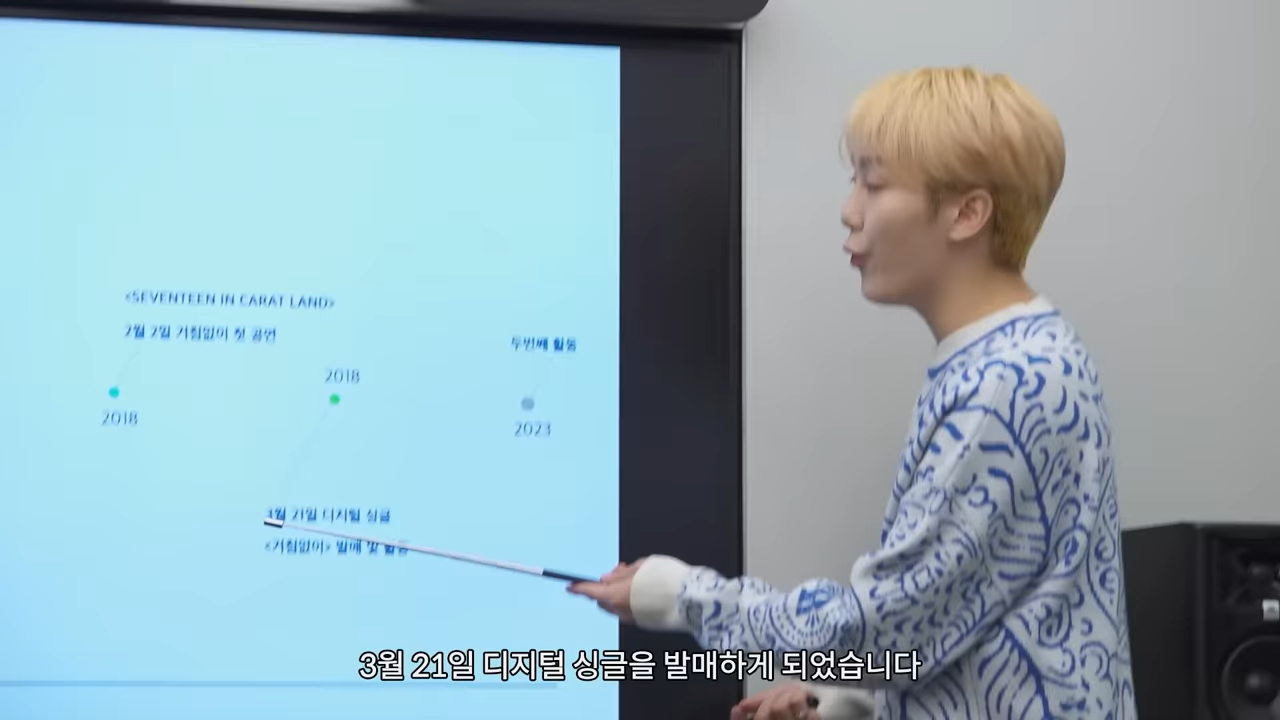 <SEVENTEEN IN CARAT LAND>
2월 2일 거침없이 첫 공연
2018
2018
두번째 활동
2023
3월 21일 디지털 싱글
<거침없이> 발매 및 활동
3월 21일 디지털 싱글을 발매하게 되었습니다